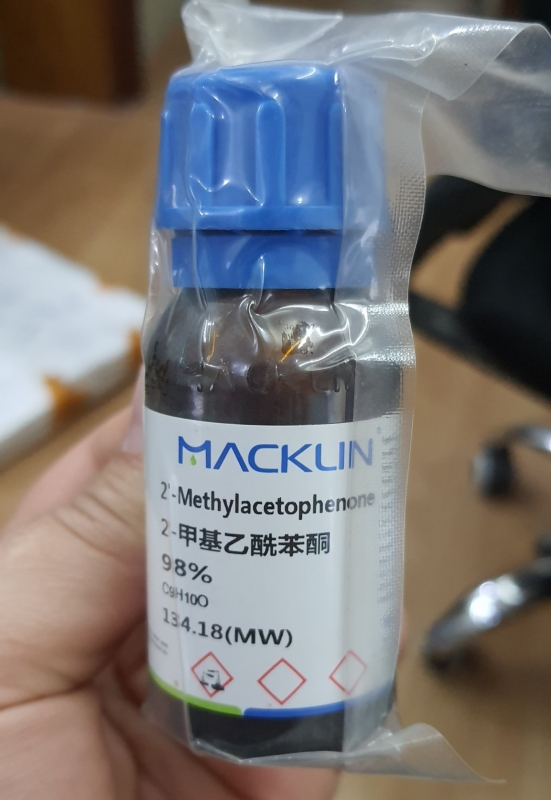 MACKLIN
2'-Methylacetophenone
2-甲基乙酰苯酮
98%
C9H10O
134.18(MW)